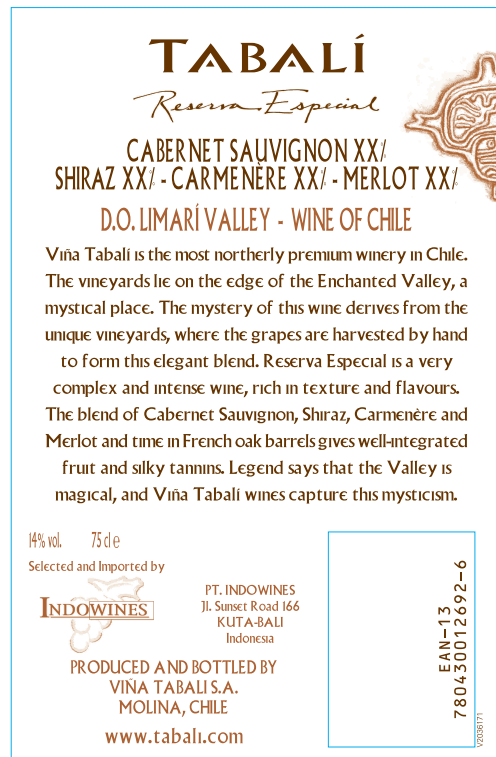 TABALÍ
Reserva Especial
CABERNET SAUVIGNON XX%
SHIRAZ XX% - CARMENÈRE XX% - MERLOT XX%
D.O. LIMARÍ VALLEY - WINE OF CHILE
Viña Tabalí is the most northerly premium winery in Chile.
The vineyards lie on the edge of the Enchanted Valley, a
mystical place. The mystery of this wine derives from the
unique vineyards, where the grapes are harvested by hand
to form this elegant blend. Reserva Especial is a very
complex and intense wine, rich in texture and flavours.
The blend of Cabernet Sauvignon, Shiraz, Carmenère and
Merlot and time in French oak barrels gives well-integrated
fruit and silky tannins. Legend says that the Valley is
magical, and Viña Tabalí wines capture this mysticism.
14% vol. 75 cl e
Selected and Imported by
INDOWINES
PT. INDOWINES
Jl. Sunset Road 166
KUTA-BALI
Indonesia
PRODUCED AND BOTTLED BY
VIÑA TABALI S.A.
MOLINA, CHILE
www.tabali.com
EAN-13
780430012692-6
V2036171